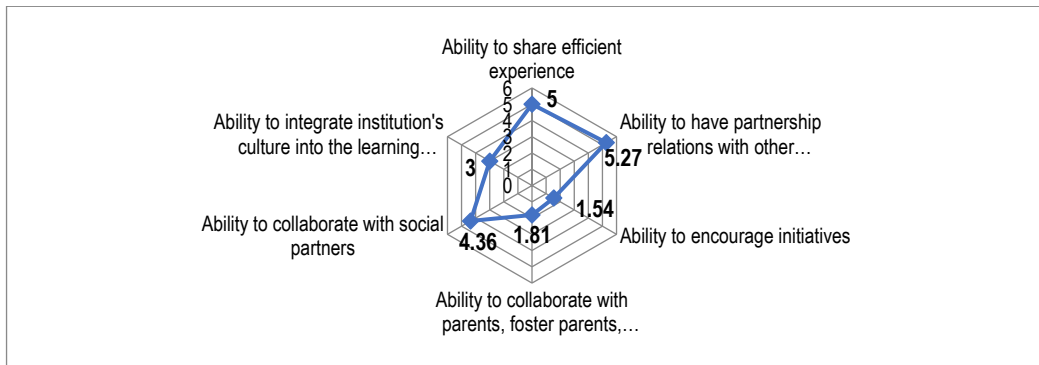 Ability to share efficient
experience
6
5
4
3
2
1
0
5
Ability to have partnership
relations with other…
5.27
1.54
Ability to encourage initiatives
1.81
Ability to collaborate with
parents, foster parents,…
4.36
Ability to collaborate with social
partners
3
Ability to integrate institution's
culture into the learning…